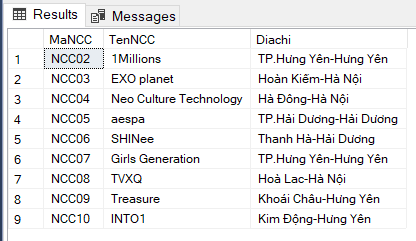 Results Messages
MaNCC TenNCC Diachi
1 NCC02 1Millions TP.Hưng Yên-Hưng Yên
2 NCC03 EXO planet Hoàn Kiếm-Hà Nội
3 NCC04 Neo Culture Technology Hà Đông-Hà Nội
4 NCC05 aespa TP.Hải Dương-Hải Dương
5 NCC06 SHINee Thanh Hà-Hải Dương
6 NCC07 Girls Generation TP.Hưng Yên-Hưng Yên
7 NCC08 TVXQ Hoà Lac-Hà Nội
8 NCC09 Treasure Khoái Châu-Hưng Yên
9 NCC10 INTO1 Kim Động-Hưng Yên